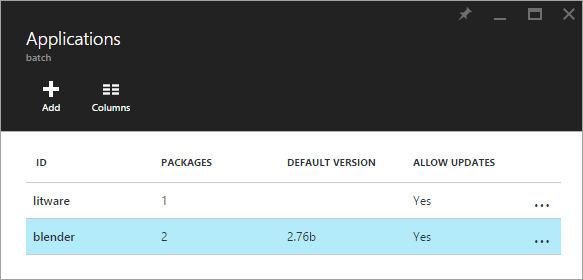 Applications
batch
Add Columns
ID PACKAGES DEFAULT VERSION ALLOW UPDATES
litware 1 Yes ...
blender 2 2.76b Yes ...